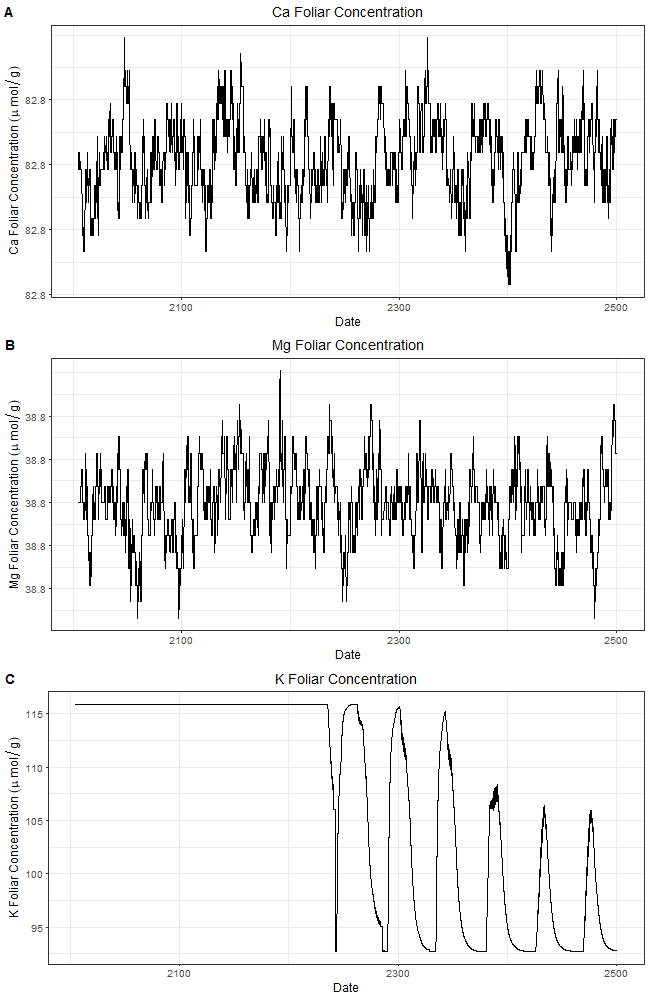 A
Ca Foliar Concentration
Ca Foliar Concentration (μ mol/ g)
82.8
82.8
82.8
82.8
2100
2300
2500
Date
B
Mg Foliar Concentration
Mg Foliar Concentration (μ mol/ g)
38.8
38.8
38.8
38.8
38.8
2100
2300
2500
Date
C
K Foliar Concentration
K Foliar Concentration (μ mol/ g)
115
110
105
100
95
2100
2300
2500
Date